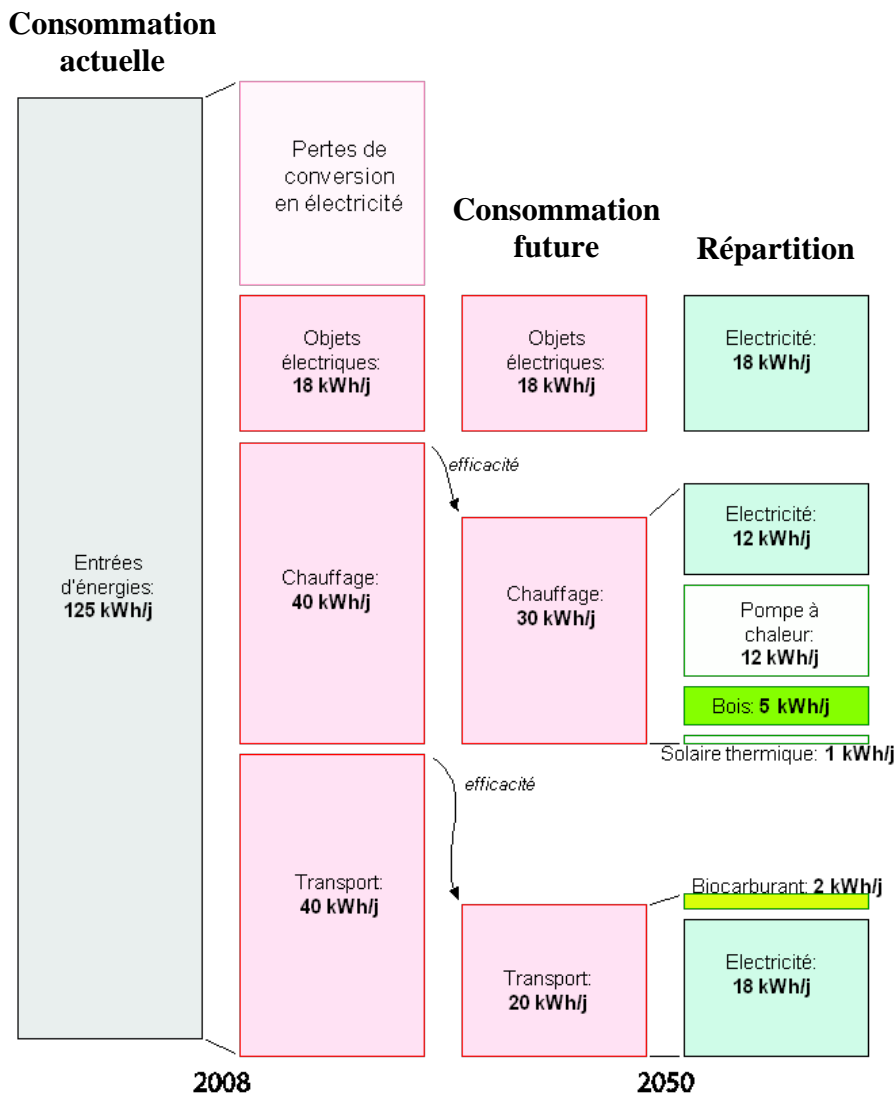 Consommation
actuelle
Pertes de
conversion
en électricité
Consommation
future
Répartition
Objets
électriques:
18 kWh/j
Objets
électriques:
18 kWh/j
Electricité:
18 kWh/j
efficacité
Entrées
d'énergies:
125 kWh/j
Chauffage:
40 kWh/j
Chauffage:
30 kWh/j
Electricité:
12 kWh/j
Pompe à
chaleur:
12 kWh/j
Bois: 5 kWh/j
Solaire thermique: 1 kWh/j
efficacité
Transport:
40 kWh/j
Transport:
20 kWh/j
Biocarburant: 2 kWh/j
Electricité:
18 kWh/j
2008
2050